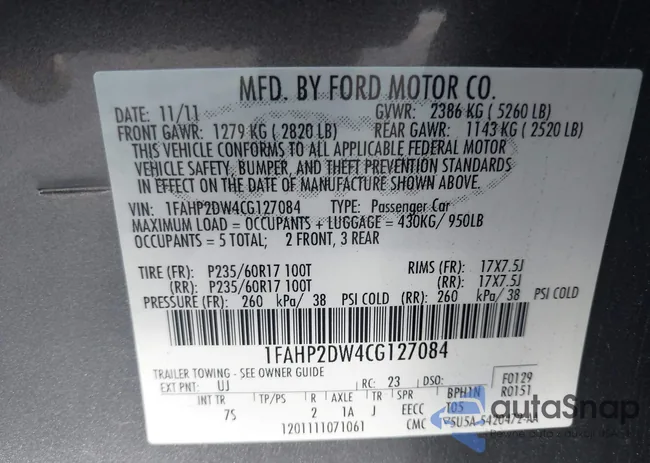 MFD. BY FORD MOTOR CO.
DATE: 11/11 GVWR: 2386 KG ( 5260 LB)
FRONT GAWR: 1279 KG ( 2820 LB) REAR GAWR: 1143 KG ( 2520 LB)
THIS VEHICLE CONFORMS TO ALL APPLICABLE FEDERAL MOTOR
VEHICLE SAFETY, BUMPER, AND THEFT PREVENTION STANDARDS
IN EFFECT ON THE DATE OF MANUFACTURE SHOWN ABOVE.
VIN: 1FAHP2DW4CG127084 TYPE: Passenger Car
MAXIMUM LOAD = OCCUPANTS + LUGGAGE = 430KG/ 950LB
OCCUPANTS = 5 TOTAL; 2 FRONT, 3 REAR
TIRE (FR): P235/60R17 100T RIMS (FR): 17X7.5J
(RR): P235/60R17 100T (RR): 17X7.5J
PRESSURE (FR): 260 kPa/ 38 PSI COLD (RR): 260 kPa/ 38 PSI COLD
1FAHP2DW4CG127084
TRAILER TOWING - SEE OWNER GUIDE
EXT PNT: UJ RC: 23 DSO: F0129
R0151
INT TR TP/PS R AXLE TR SPR BPH1N
7S 2 1A J EECC 105
1201111071061 CMC SU5A-5420472-AA
autoSnap